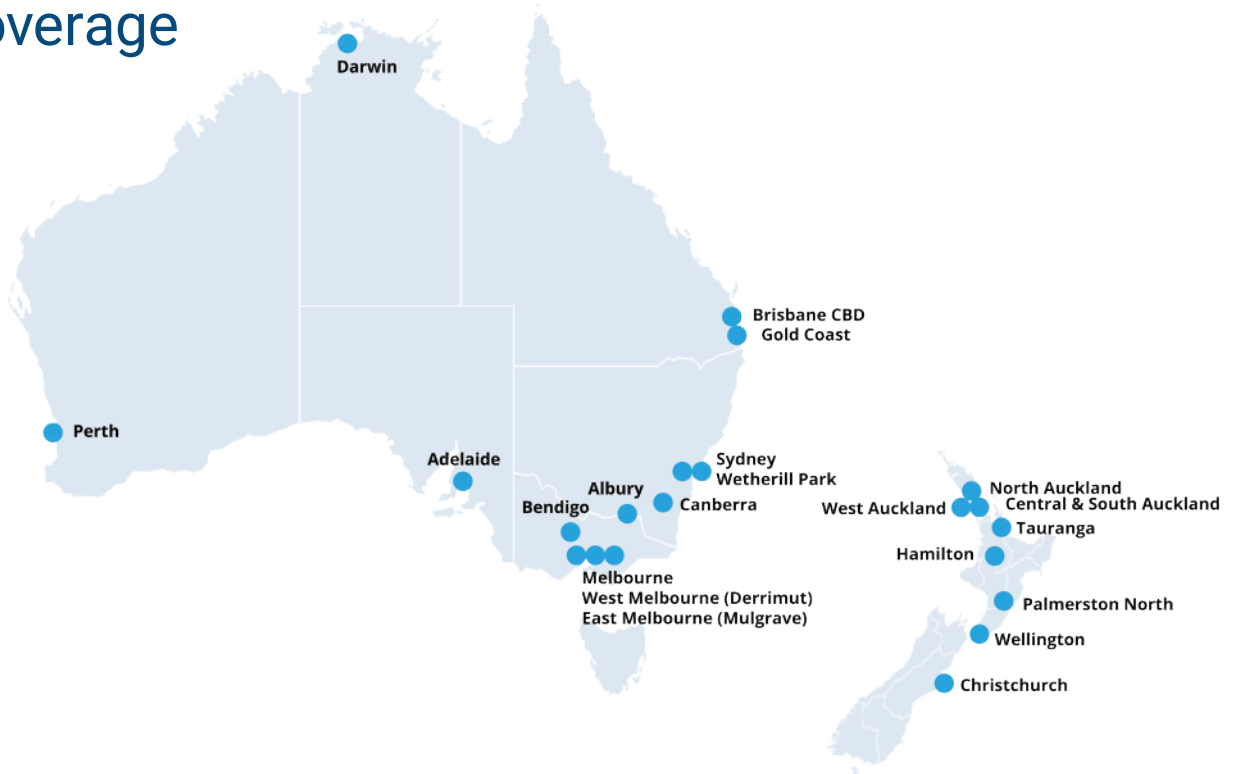 overage
Darwin
Brisbane CBD
Gold Coast
Perth
Adelaide
Sydney
Wetherill Park
Albury
Canberra
Bendigo
Melbourne
West Melbourne (Derrimut)
East Melbourne (Mulgrave)
North Auckland
Central & South Auckland
West Auckland
Tauranga
Hamilton
Palmerston North
Wellington
Christchurch